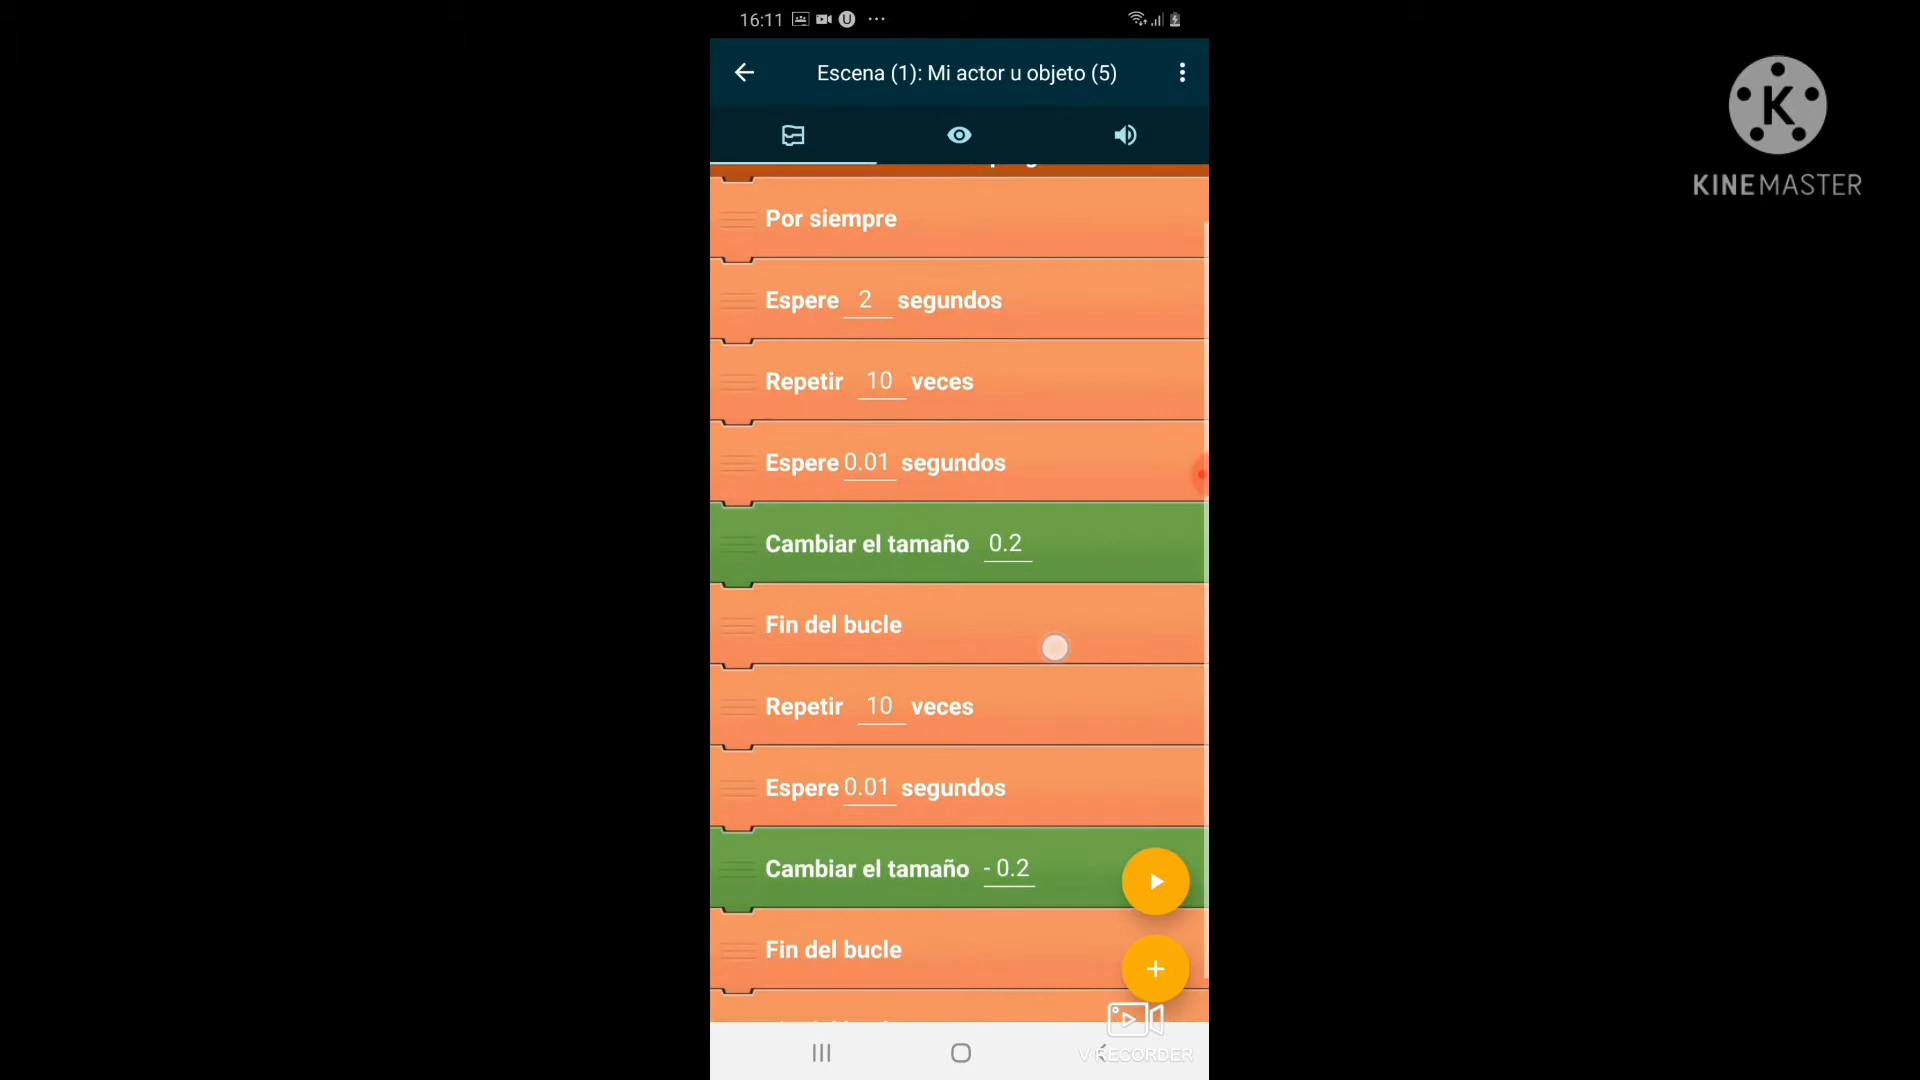 16:11
Escena (1): Mi actor u objeto (5)
Por siempre
Espere 2 segundos
Repetir 10 veces
Espere 0.01 segundos
Cambiar el tamaño 0.2
Fin del bucle
Repetir 10 veces
Espere 0.01 segundos
Cambiar el tamaño - 0.2
Fin del bucle
K
KINEMASTER
V RECORDER